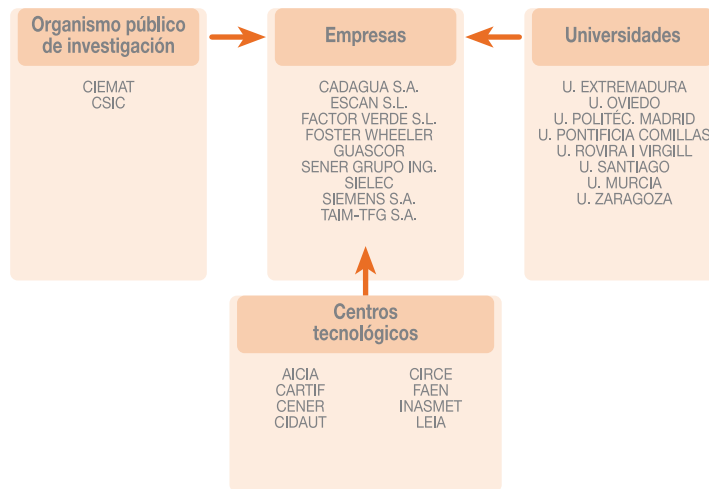 Organismo público
de investigación
CIEMAT
CSIC
Empresas
CADAGUA S.A.
ESCAN S.L.
FACTOR VERDE S.L.
FOSTER WHEELER
GUASCOR
SENER GRUPO ING.
SIELEC
SIEMENS S.A.
TAIM-TFG S.A.
Universidades
U. EXTREMADURA
U. OVIEDO
U. POLITÉC. MADRID
U. PONTIFICIA COMILLAS
U. ROVIRA I VIRGILL
U. SANTIAGO
U. MURCIA
U. ZARAGOZA
Centros
tecnológicos
AICIA
CARTIF
CENER
CIDAUT
CIRCE
FAEN
INASMET
LEIA